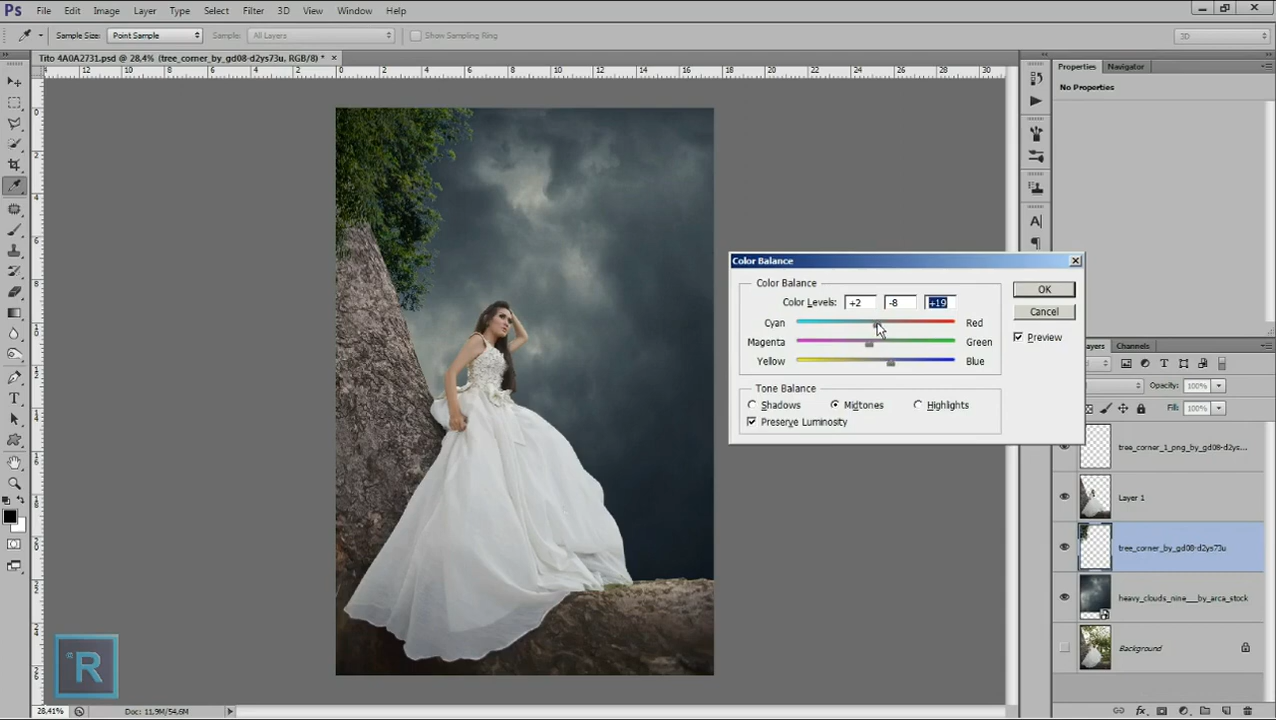 Ps File Edit Image Layer Type Select Filter 3D View Window Help
Sample Size: Point Sample Sample: All Layers Show Sampling Ring 3D
Tito 4A0A2731.psd @ 28,4% (tree_corner_by_gd08-d2ys73u, RGB/8) * ×
Properties Navigator
No Properties
Color Balance
Color Balance
Color Levels: +2 -8 +19
Cyan Red
Magenta Green
Yellow Blue
Tone Balance
Shadows Midtones Highlights
Preserve Luminosity
OK
Cancel
Preview
Opacity: 100%
Fill: 100%
tree_corner_1_png_by_gd08-d2ys...
Layer 1
tree_corner_by_gd08-d2ys73u
heavy_clouds_nine___by_arca_stock
Background
©R
28,41% Doc: 11,9M/54,6M